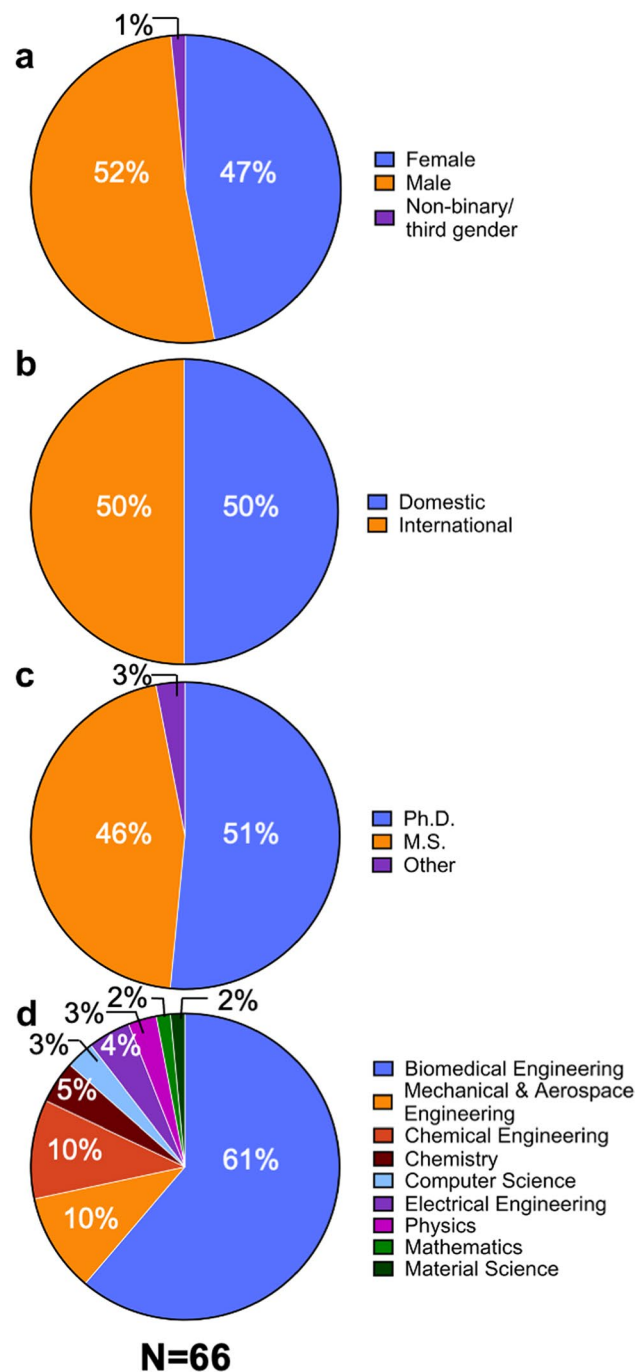 a
1%
52%
47%
Female
Male
Non-binary/
third gender
b
50%
50%
Domestic
International
c
3%
46%
51%
Ph.D.
M.S.
Other
d
2%
2%
3%
3%
4%
5%
10%
10%
61%
Biomedical Engineering
Mechanical & Aerospace
Engineering
Chemical Engineering
Chemistry
Computer Science
Electrical Engineering
Physics
Mathematics
Material Science
N=66